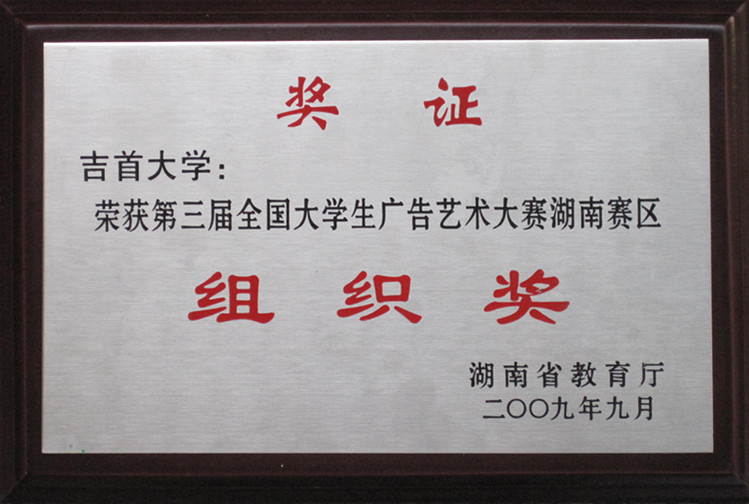 奖 证
吉首大学：
荣获第三届全国大学生广告艺术大赛湖南赛区
组织奖
湖南省教育厅
二〇〇九年九月